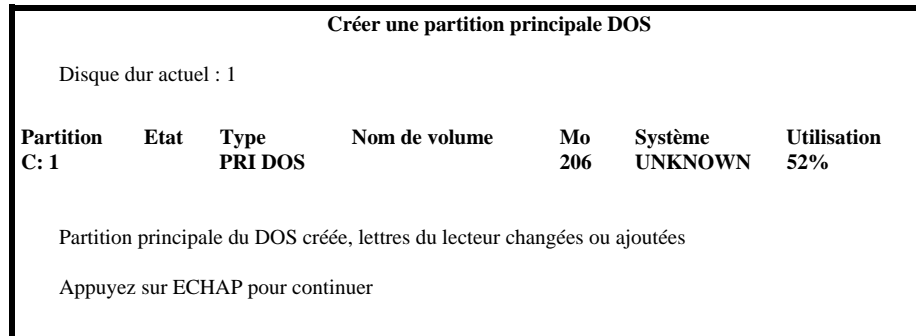 Créer une partition principale DOS
Disque dur actuel : 1
Partition Etat Type Nom de volume Mo Système Utilisation
C: 1 PRI DOS 206 UNKNOWN 52%
Partition principale du DOS créée, lettres du lecteur changées ou ajoutées
Appuyez sur ECHAP pour continuer